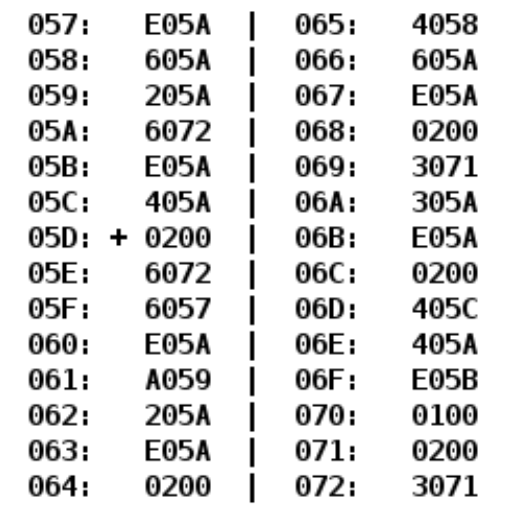 057: E05A | 065: 4058
058: 605A | 066: 605A
059: 205A | 067: E05A
05A: 6072 | 068: 0200
05B: E05A | 069: 3071
05C: 405A | 06A: 305A
05D: + 0200 | 06B: E05A
05E: 6072 | 06C: 0200
05F: 6057 | 06D: 405C
060: E05A | 06E: 405A
061: A059 | 06F: E05B
062: 205A | 070: 0100
063: E05A | 071: 0200
064: 0200 | 072: 3071